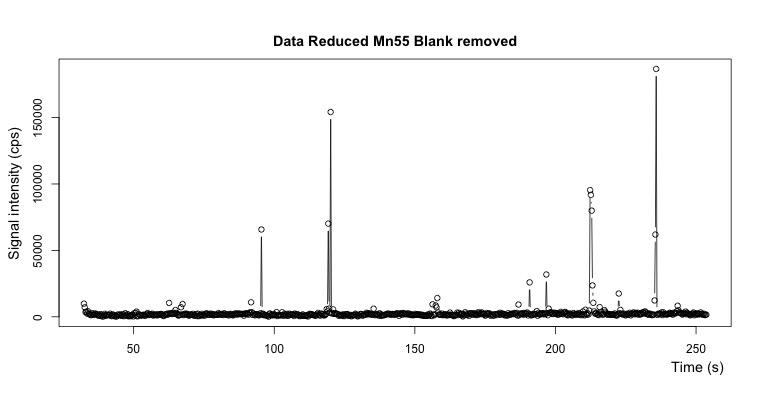 Data Reduced Mn55 Blank removed
Signal intensity (cps)
150000
100000
50000
0
50 100 150 200 250
Time (s)